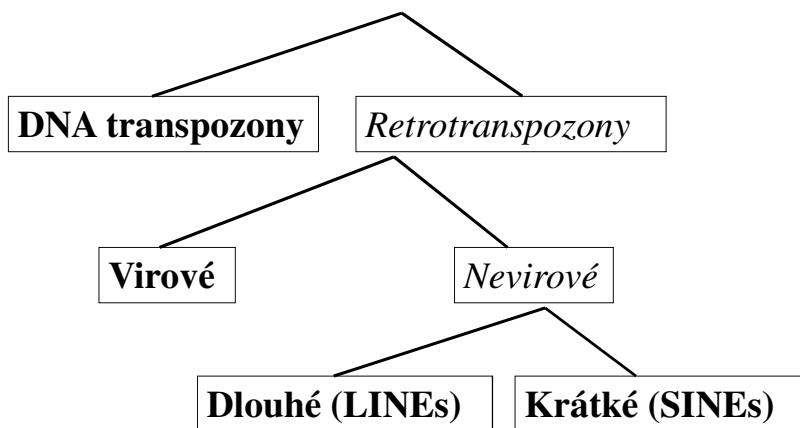 DNA transpozony
Retrotranspozony
Virové
Nevirové
Dlouhé (LINEs)
Krátké (SINEs)